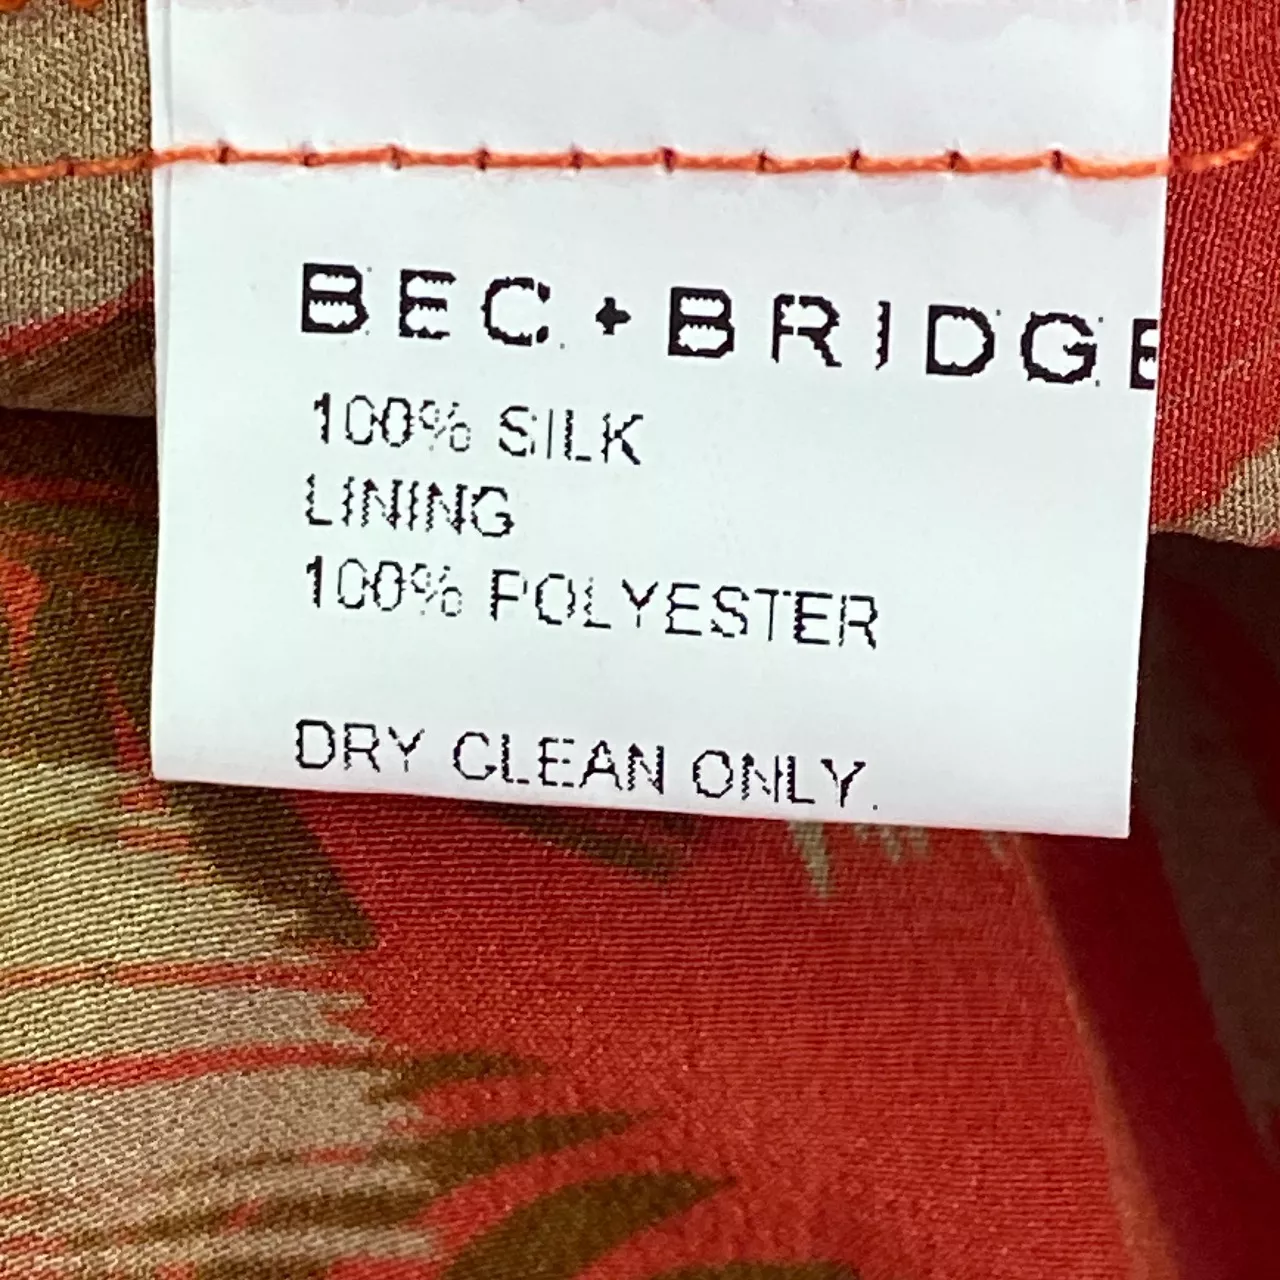 BEC+BRIDGE
100% SILK
LINING
100% POLYESTER
DRY CLEAN ONLY.